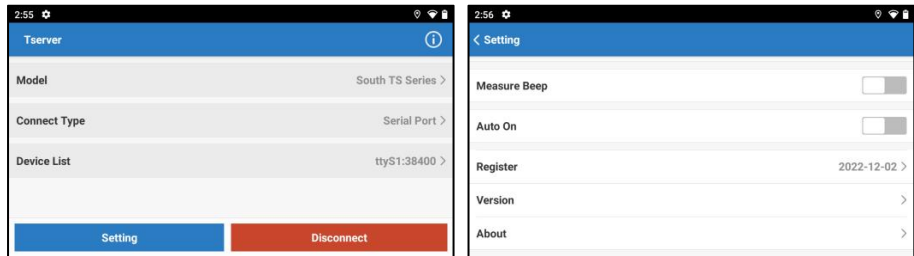 2:55
Tserver
Model South TS Series >
Connect Type Serial Port >
Device List ttyS1:38400 >
Setting Disconnect
2:56
< Setting
Measure Beep
Auto On
Register 2022-12-02 >
Version >
About >